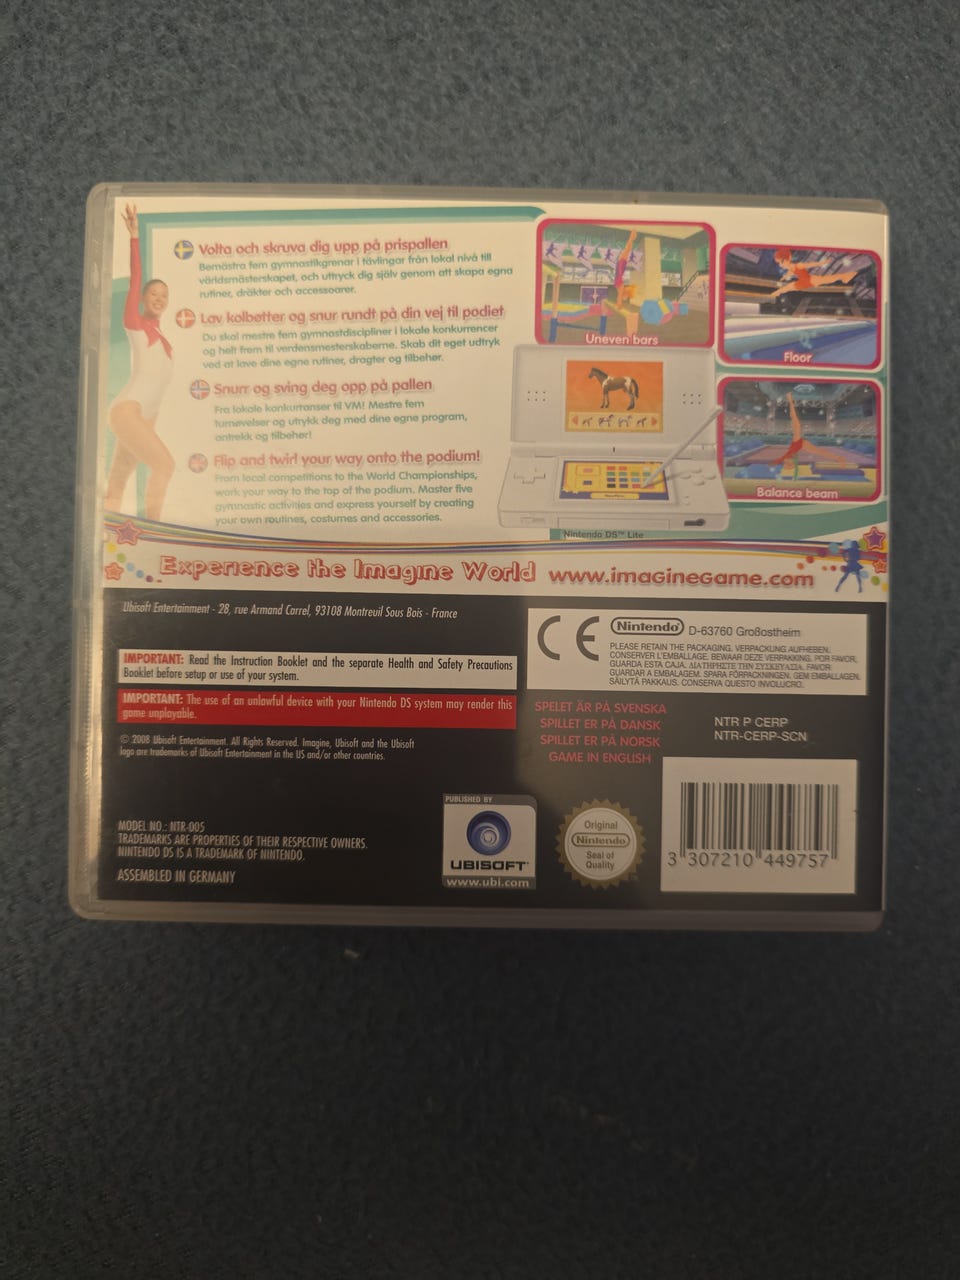 Volta och skruva dig upp på prispallen
Bemästra fem gymnastikgrenar i tävlingar från lokal nivå till
världsmästerskapet, och uttryck dig själv genom att skapa egna
rutiner, dräkter och accessoarer.
Lav kolbøtter og snur rundt på din vej til podiet
Du skal mestre fem gymnastdiscipliner i lokale konkurrencer
og helt frem til verdensmesterskaberne. Skab dit eget udtryk
ved at lave dine egne rutiner, dragter og tilbehør.
Snurr og sving deg opp på pallen
Fra lokale konkurranser til VM! Mestre fem
turnøvelser og utrykk deg med dine egne program,
antrekk og tilbehør!
Flip and twirl your way onto the podium!
From local competitions to the World Championships,
work your way to the top of the podium. Master five
gymnastic activities and express yourself by creating
your own routines, costumes and accessories.
Uneven bars
Floor
Balance beam
Nintendo DS™ Lite
Experience the Imagine World www.imaginegame.com
Ubisoft Entertainment - 28, rue Armand Carrel, 93108 Montreuil Sous Bois - France
IMPORTANT: Read the Instruction Booklet and the separate Health and Safety Precautions
Booklet before setup or use of your system.
IMPORTANT: The use of an unlawful device with your Nintendo DS system may render this
game unplayable.
© 2008 Ubisoft Entertainment. All Rights Reserved. Imagine, Ubisoft and the Ubisoft
logo are trademarks of Ubisoft Entertainment in the US and/or other countries.
MODEL NO.: NTR-005
TRADEMARKS ARE PROPERTIES OF THEIR RESPECTIVE OWNERS.
NINTENDO DS IS A TRADEMARK OF NINTENDO.
ASSEMBLED IN GERMANY
CE Nintendo D-63760 Großostheim
PLEASE RETAIN THE PACKAGING. VERPACKUNG AUFHEBEN.
CONSERVER L'EMBALLAGE. BEWAAR DEZE VERPAKKING. POR FAVOR,
GUARDA ESTA CAJA. ΔΙΑΤΗΡΗΣΤΕ ΤΗΝ ΣΥΣΚΕΥΑΣΙΑ. FAVOR
GUARDAR A EMBALAGEM. SPARA FÖRPACKNINGEN. GEM EMBALLAGEN.
SÄILYTÄ PAKKAUS. CONSERVA QUESTO INVOLUCRO.
SPELET ÄR PÅ SVENSKA
SPILLET ER PÅ DANSK
SPILLET ER PÅ NORSK
GAME IN ENGLISH
NTR P CERP
NTR-CERP-SCN
PUBLISHED BY
UBISOFT
www.ubi.com
Original
Nintendo
Seal of
Quality
3 307210 449757